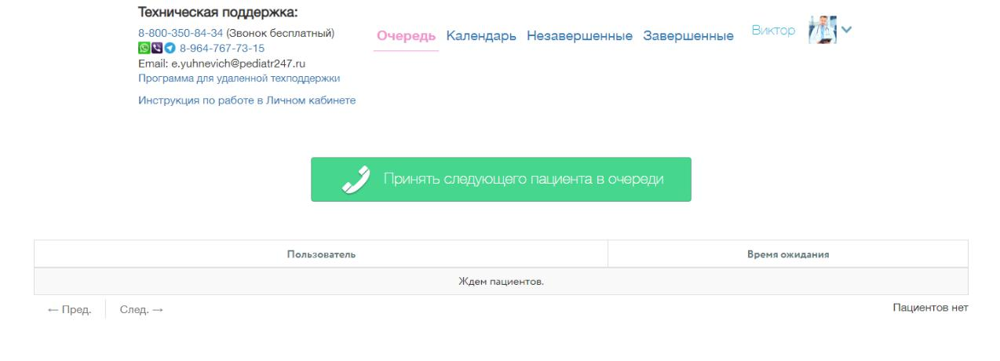 Техническая поддержка:
8-800-350-84-34 (Звонок бесплатный)
8-964-767-73-15
Email: e.yuhnevich@pediatr247.ru
Программа для удаленной техподдержки
Инструкция по работе в Личном кабинете
Очередь Календарь Незавершенные Завершенные
Виктор
Принять следующего пациента в очереди
Пользователь Время ожидания
Ждем пациентов.
← Пред. След. → Пациентов нет